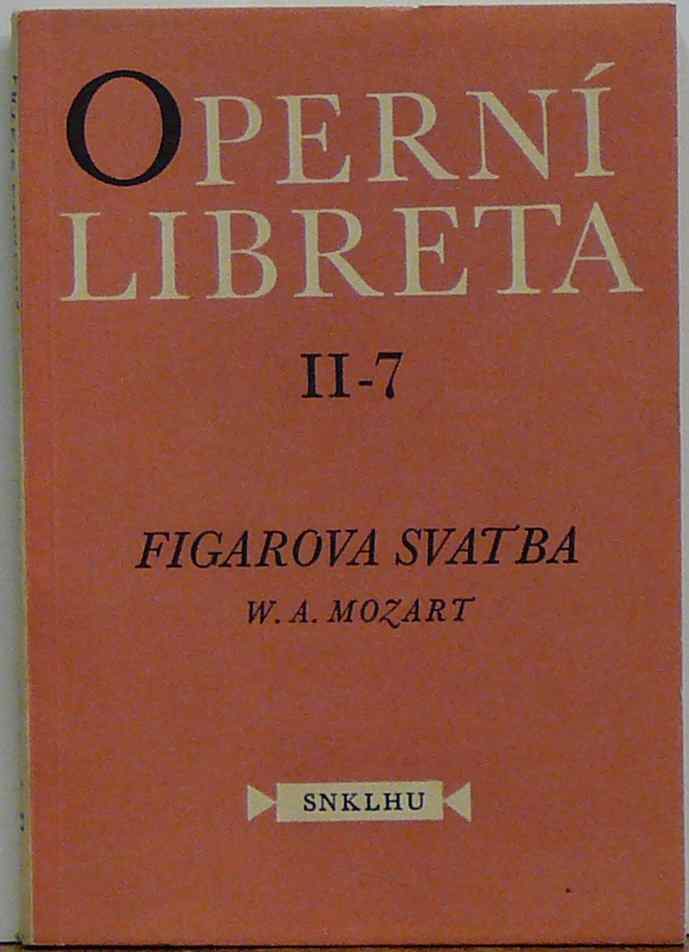 OPERNÍ
LIBRETA
II-7
FIGAROVA SVATBA
W. A. MOZART
SNKLHU